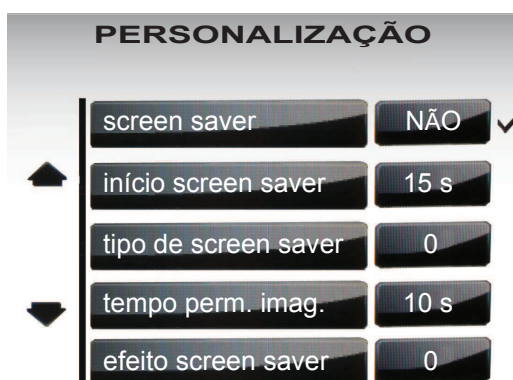 PERSONALIZAÇÃO
screen saver NÃO
início screen saver 15 s
tipo de screen saver 0
tempo perm. imag. 10 s
efeito screen saver 0